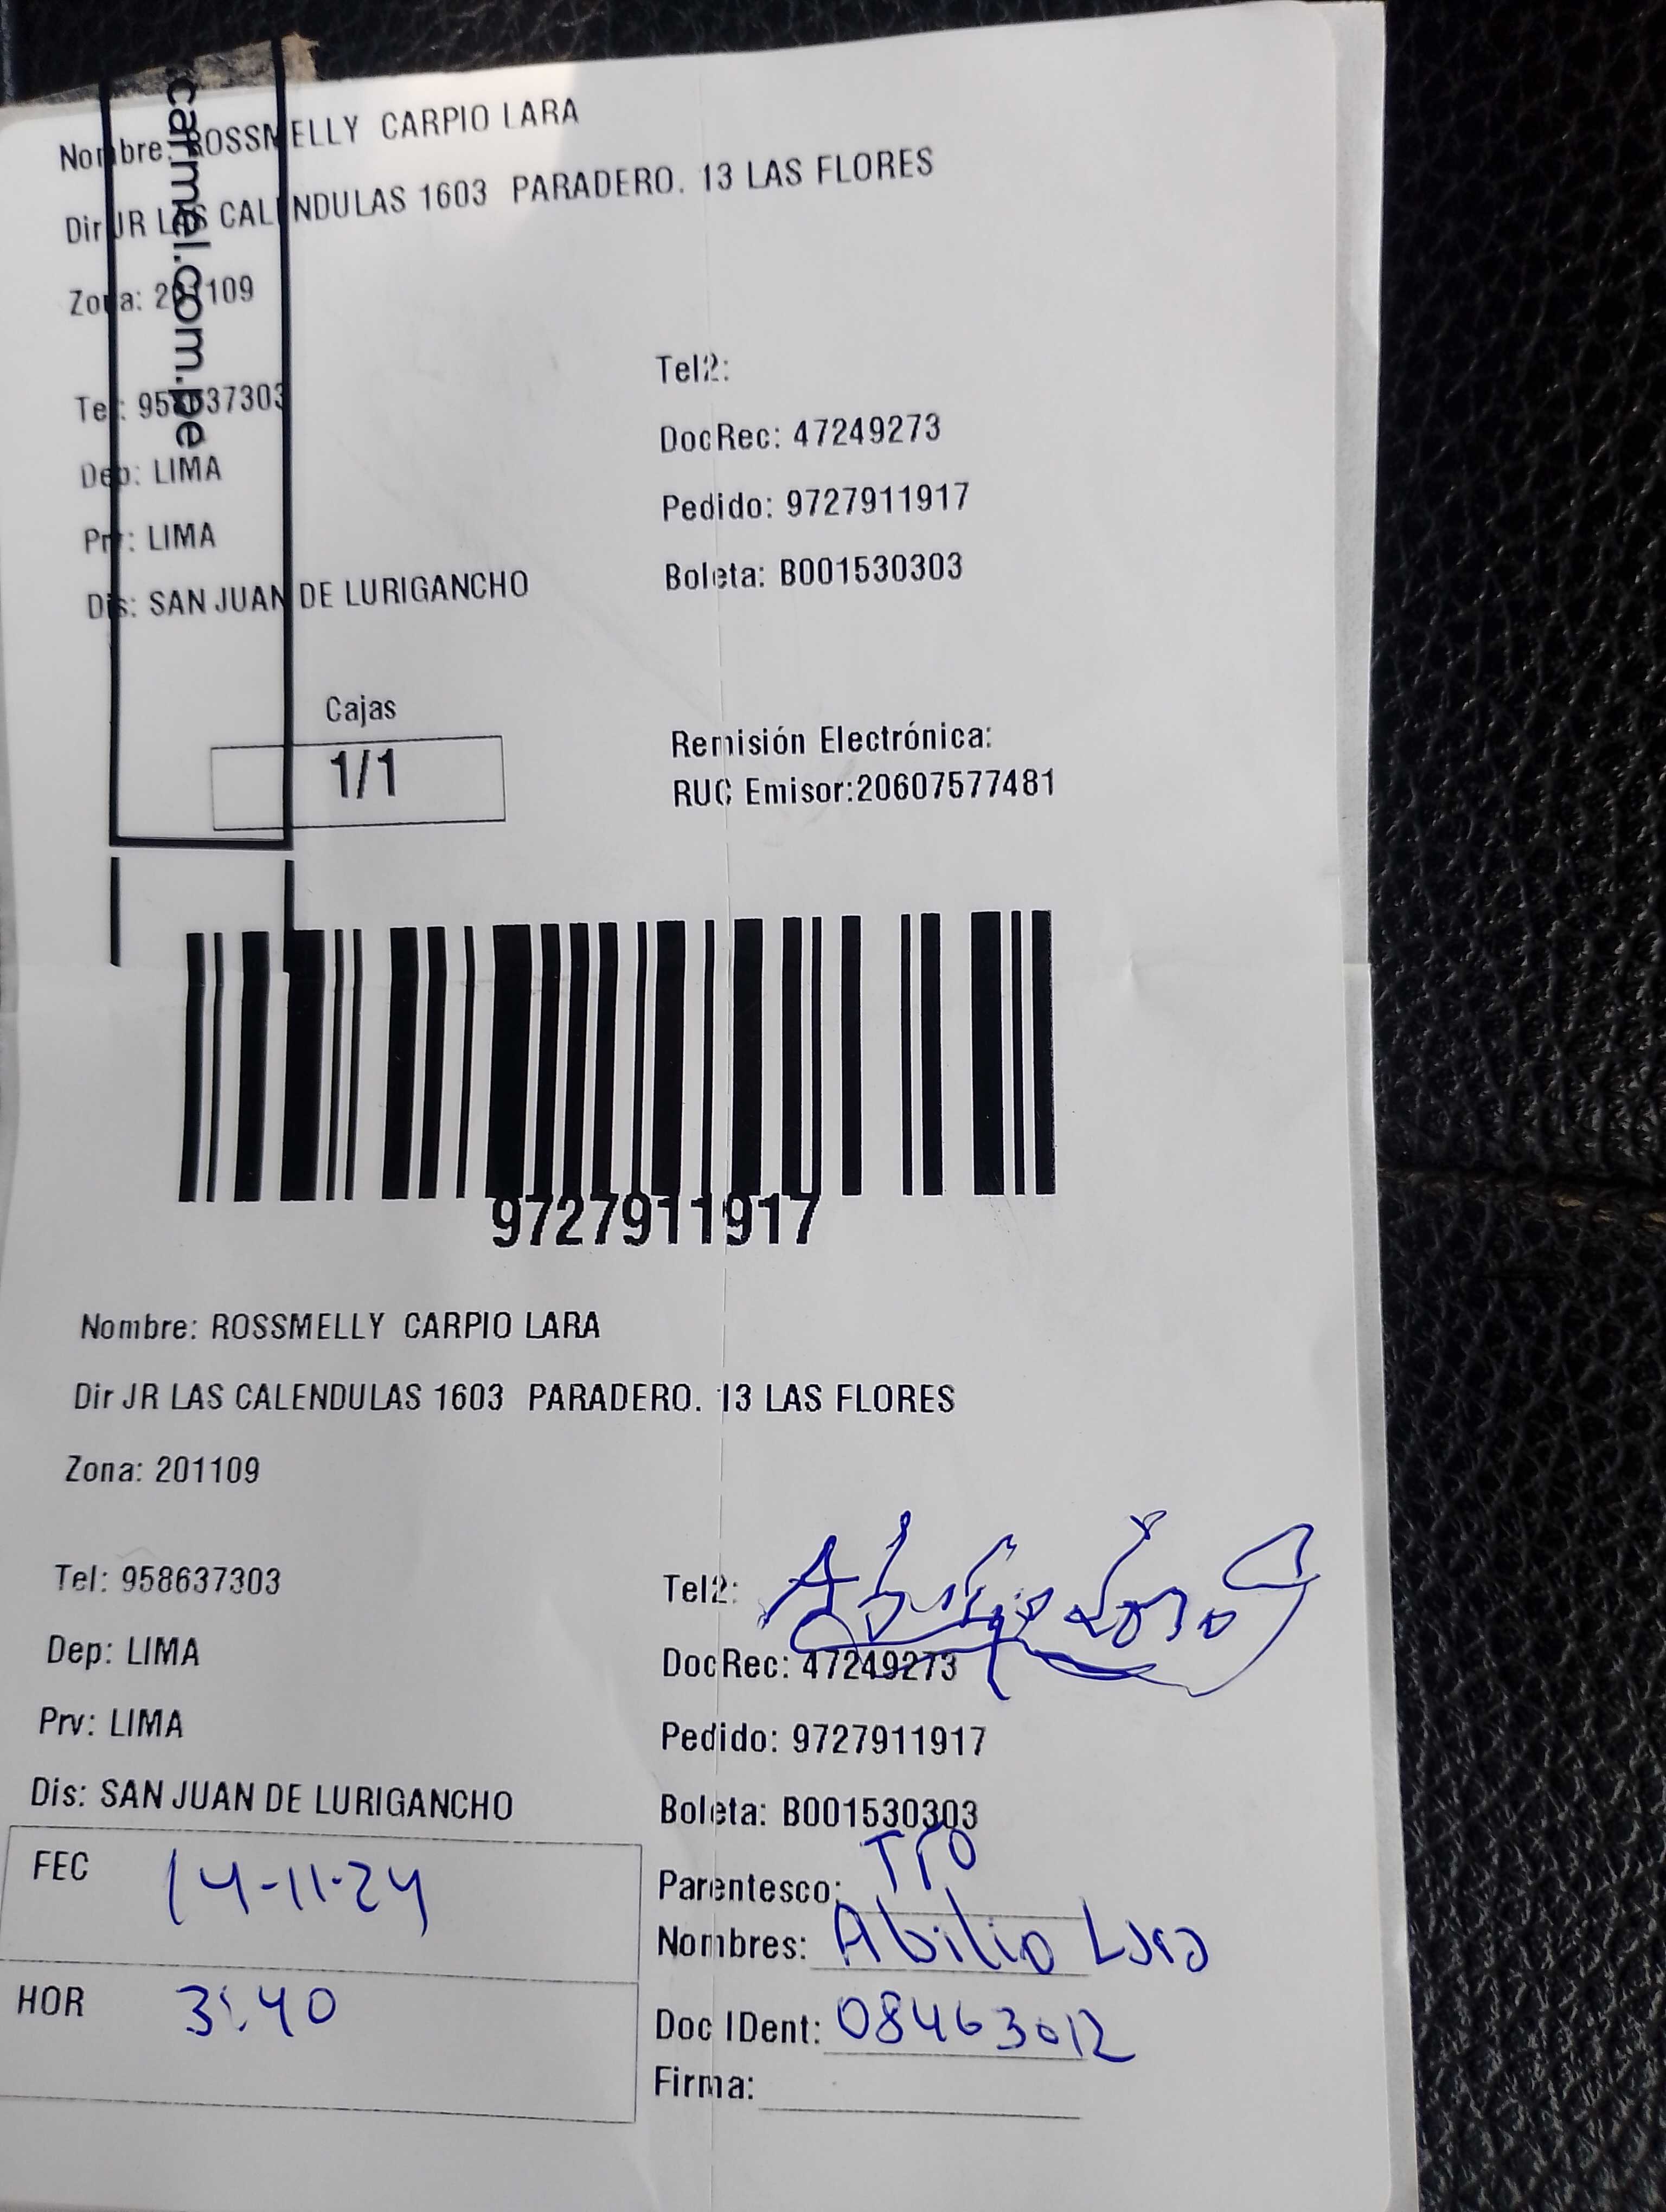 carmel.com.pe
Nombre: ROSSMELLY CARPIO LARA
Dir JR LAS CALENDULAS 1603 PARADERO. 13 LAS FLORES
Zona: 201109
Tel: 958637303
Tel2:
DocRec: 47249273
Dep: LIMA
Pedido: 9727911917
Prv: LIMA
Boleta: B001530303
Dis: SAN JUAN DE LURIGANCHO
Cajas
1/1
Remisión Electrónica:
RUC Emisor:20607577481
9727911917
Nombre: ROSSMELLY CARPIO LARA
Dir JR LAS CALENDULAS 1603 PARADERO. 13 LAS FLORES
Zona: 201109
Tel: 958637303
Tel2:
Dep: LIMA
DocRec: 47249273
Prv: LIMA
Pedido: 9727911917
Dis: SAN JUAN DE LURIGANCHO
Boleta: B001530303
FEC 14-11-24
Parentesco:
Nombres: Abilio Lara
HOR 3:40
Doc IDent: 08463012
Firma: